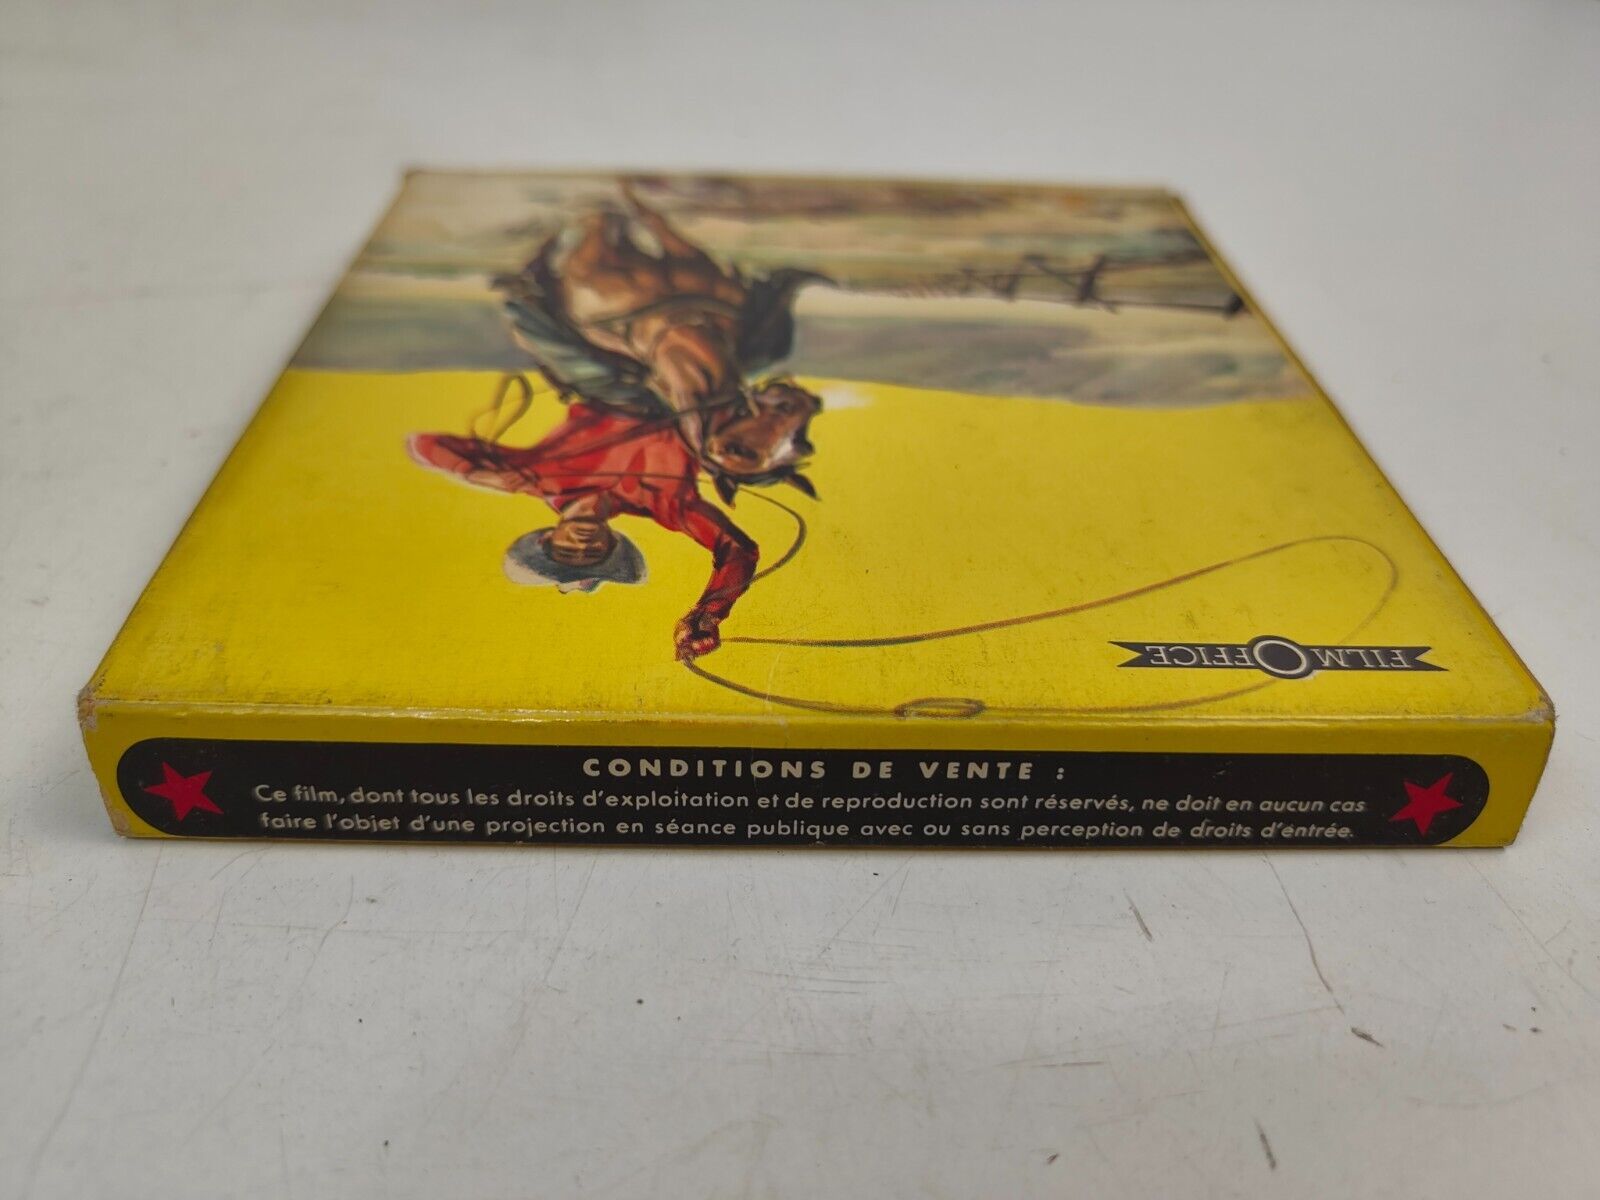 FILM OFFICE
CONDITIONS DE VENTE :
Ce film, dont tous les droits d'exploitation et de reproduction sont réservés, ne doit en aucun cas
faire l'objet d'une projection en séance publique avec ou sans perception de droits d'entrée.